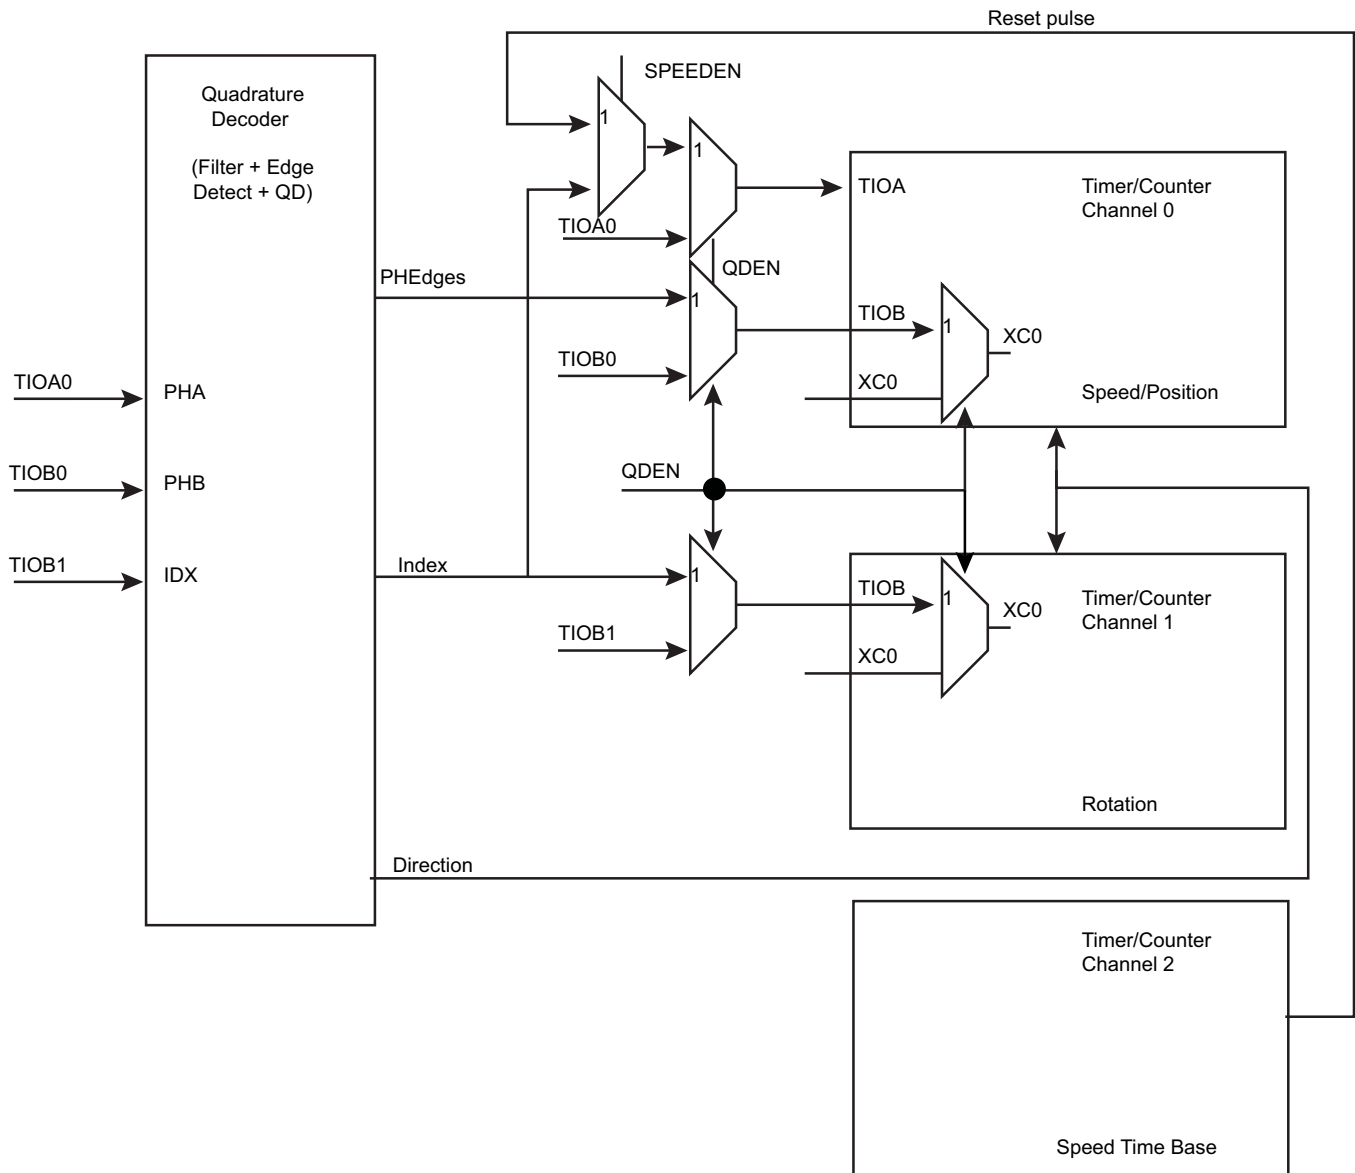 Reset pulse
SPEEDEN
Quadrature
Decoder
(Filter + Edge
Detect + QD)
1
1
TIOA
Timer/Counter
Channel 0
TIOA0
QDEN
PHEdges
1
TIOB
1
XC0
TIOB0
XC0
Speed/Position
TIOA0
PHA
TIOB0
PHB
QDEN
TIOB1
IDX
Index
1
TIOB
1
XC0
Timer/Counter
Channel 1
TIOB1
XC0
Rotation
Direction
Timer/Counter
Channel 2
Speed Time Base